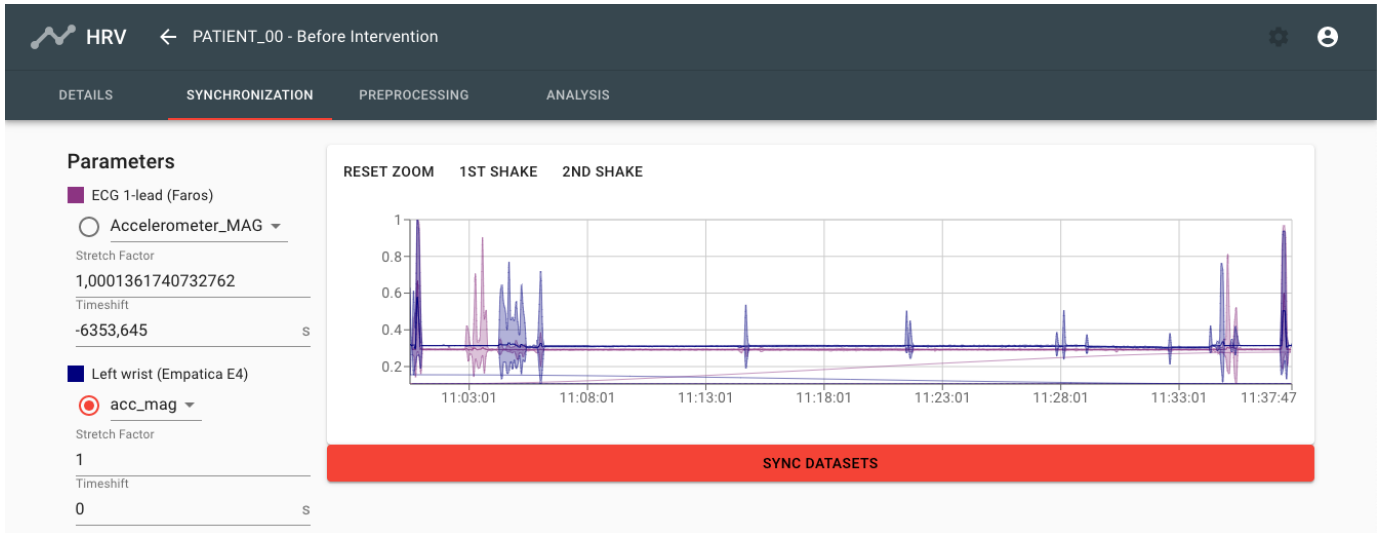 HRV PATIENT_00 - Before Intervention
DETAILS SYNCHRONIZATION PREPROCESSING ANALYSIS
Parameters
ECG 1-lead (Faros)
Accelerometer_MAG
Stretch Factor
1,0001361740732762
Timeshift
-6353,645 s
Left wrist (Empatica E4)
acc_mag
Stretch Factor
1
Timeshift
0 s
RESET ZOOM 1ST SHAKE 2ND SHAKE
1
0.8
0.6
0.4
0.2
11:03:01 11:08:01 11:13:01 11:18:01 11:23:01 11:28:01 11:33:01 11:37:47
SYNC DATASETS